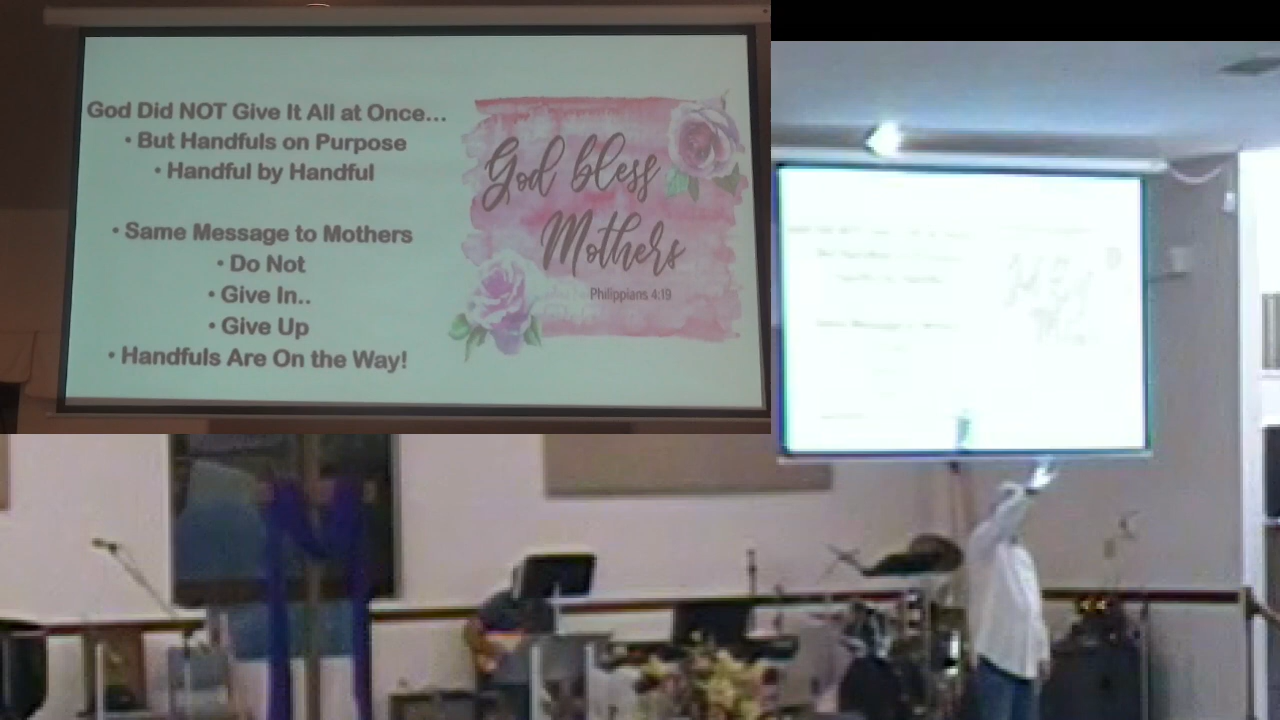 God Did NOT Give It All at Once...
• But Handfuls on Purpose
• Handful by Handful
• Same Message to Mothers
• Do Not
• Give In..
• Give Up
• Handfuls Are On the Way!
God bless
Mothers
Philippians 4:19